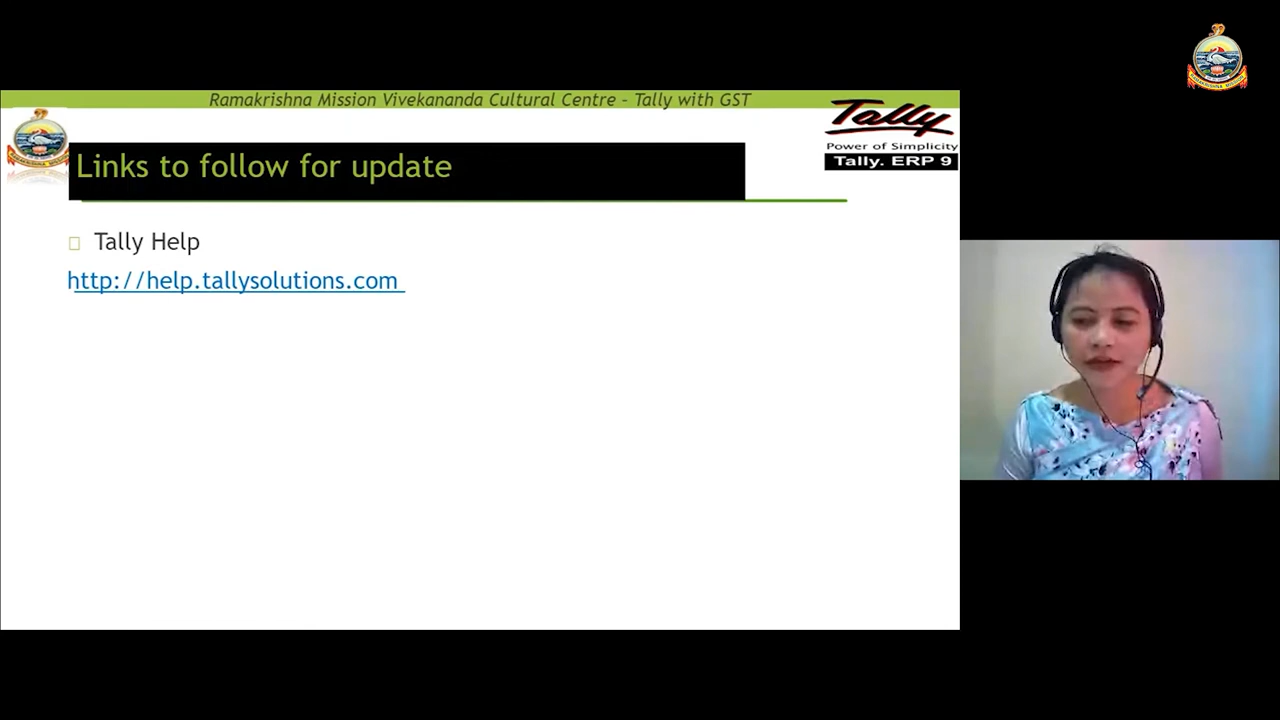 Ramakrishna Mission Vivekananda Cultural Centre – Tally with GST
Tally
Power of Simplicity
Tally. ERP 9
Links to follow for update
Tally Help
http://help.tallysolutions.com